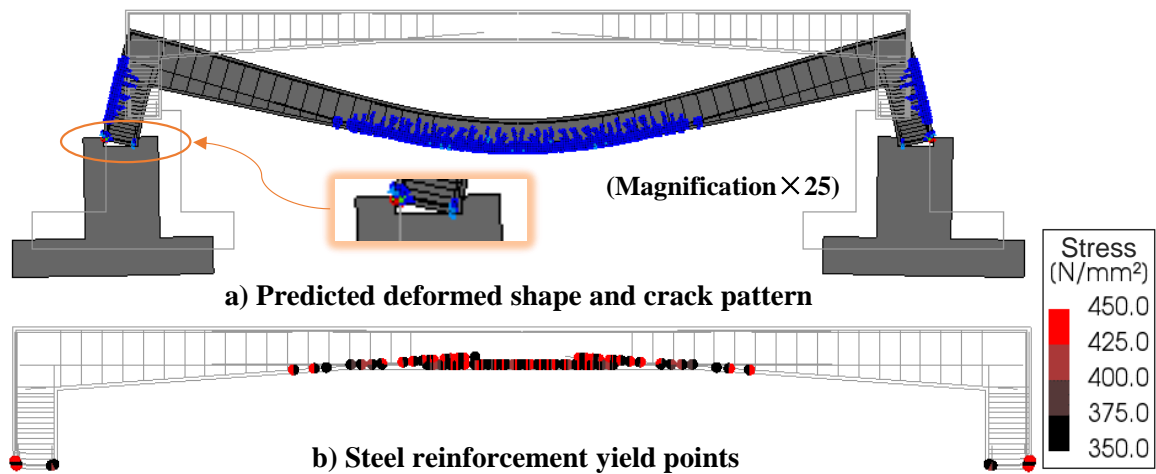 (Magnification×25)
a) Predicted deformed shape and crack pattern
Stress
(N/mm²)
450.0
425.0
400.0
375.0
350.0
b) Steel reinforcement yield points